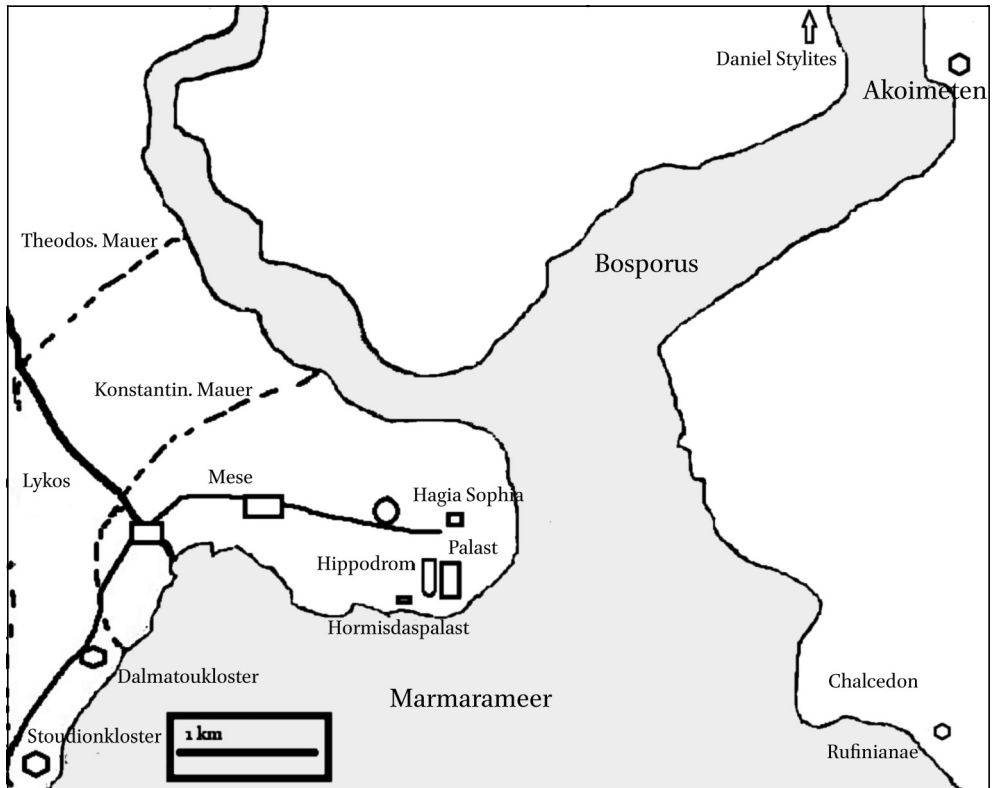 Daniel Stylites
Akoimeten
Theodos. Mauer
Bosporus
Konstantin. Mauer
Lykos
Mese
Hagia Sophia
Palast
Hippodrom
Hormisdaspalast
Dalmatoukloster
Chalcedon
Marmarameer
Stoudionkloster
1 km
Rufinianae